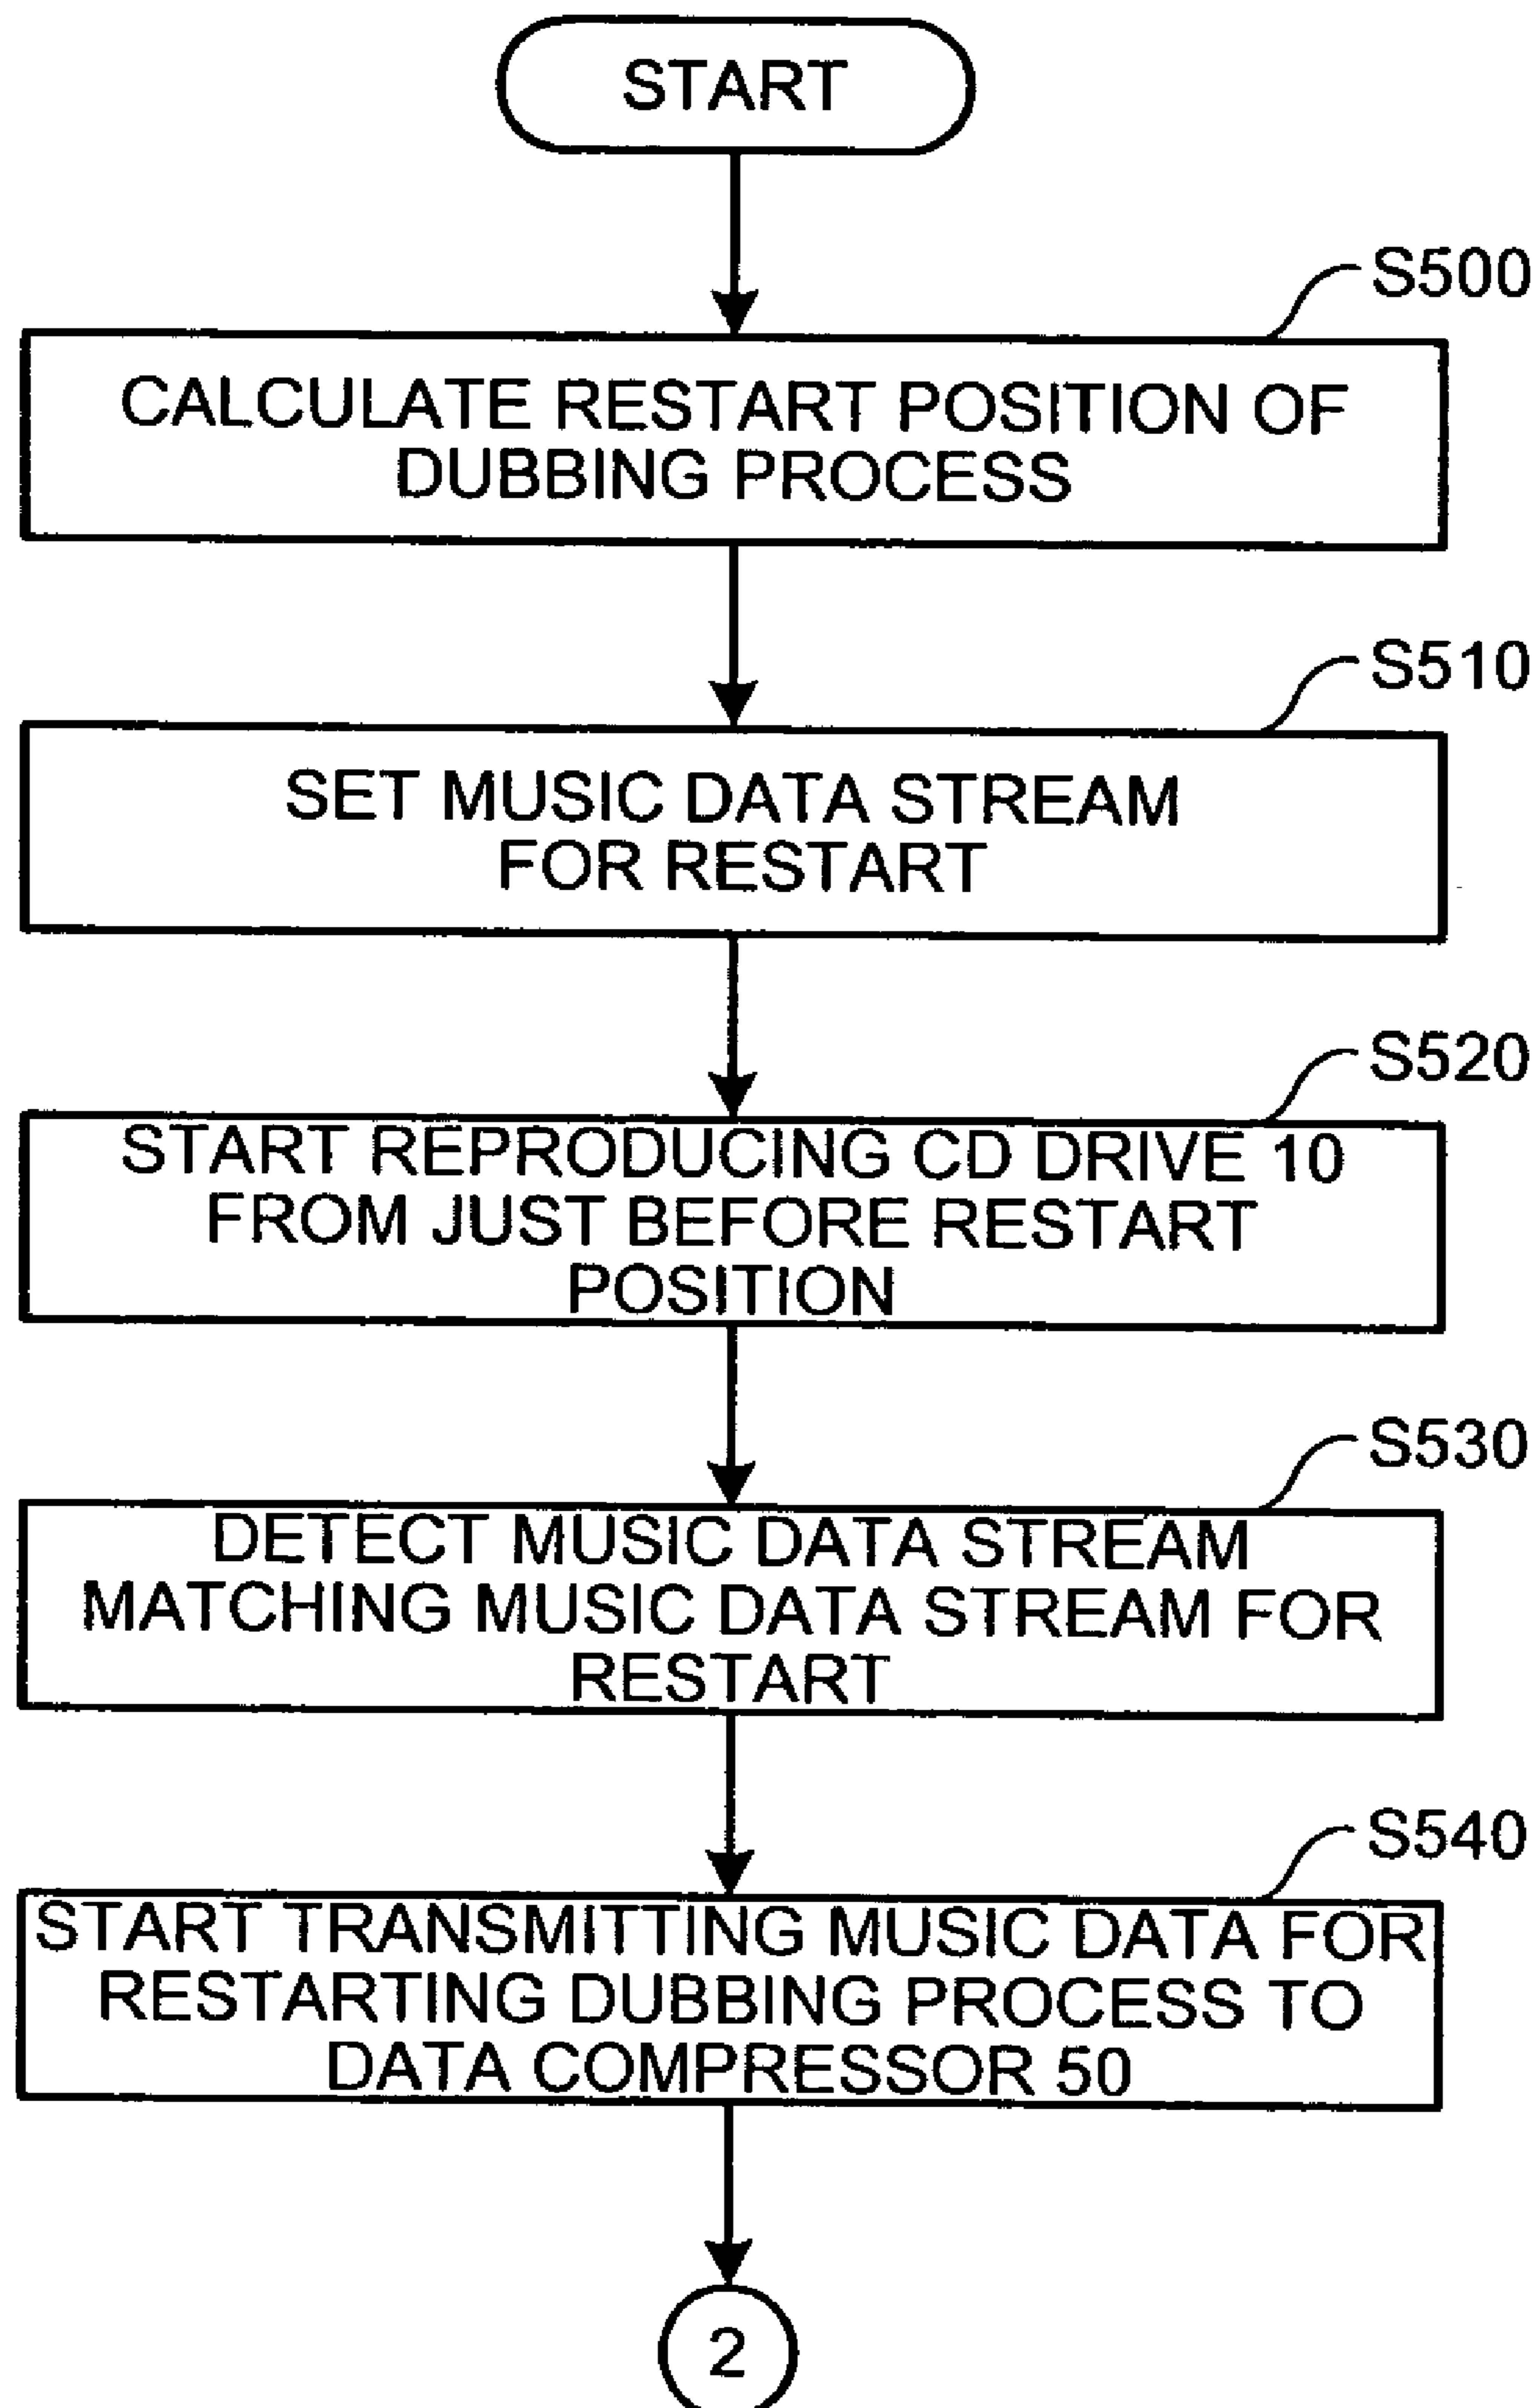 START
S500
CALCULATE RESTART POSITION OF
DUBBING PROCESS
S510
SET MUSIC DATA STREAM
FOR RESTART
S520
START REPRODUCING CD DRIVE 10
FROM JUST BEFORE RESTART
POSITION
S530
DETECT MUSIC DATA STREAM
MATCHING MUSIC DATA STREAM FOR
RESTART
S540
START TRANSMITTING MUSIC DATA FOR
RESTARTING DUBBING PROCESS TO
DATA COMPRESSOR 50
2